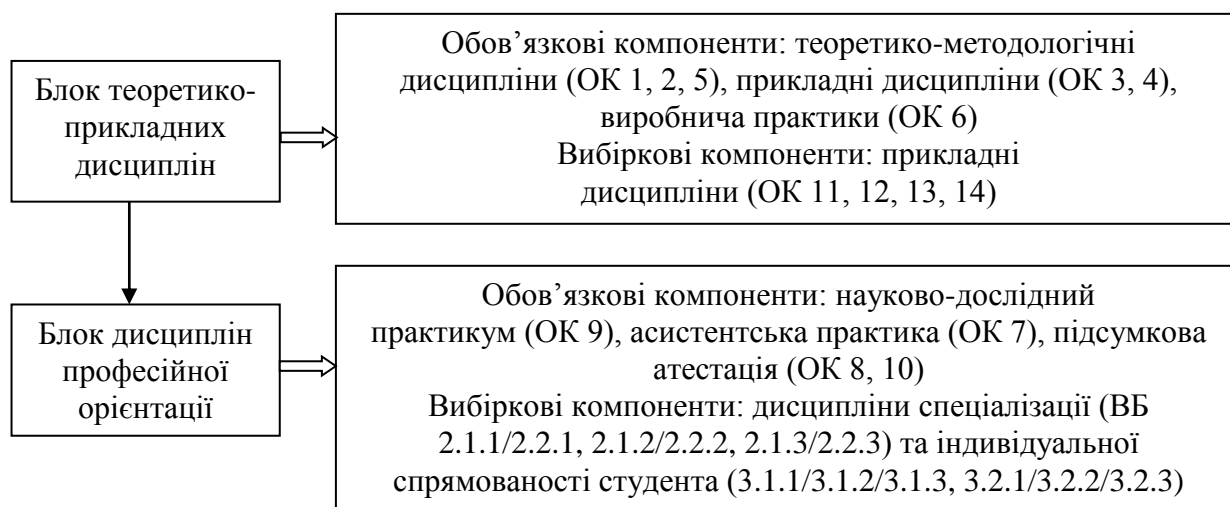 Блок теоретико-
прикладних
дисциплін
Обов’язкові компоненти: теоретико-методологічні
дисципліни (ОК 1, 2, 5), прикладні дисципліни (ОК 3, 4),
виробнича практики (ОК 6)
Вибіркові компоненти: прикладні
дисципліни (ОК 11, 12, 13, 14)
Блок дисциплін
професійної
орієнтації
Обов’язкові компоненти: науково-дослідний
практикум (ОК 9), асистентська практика (ОК 7), підсумкова
атестація (ОК 8, 10)
Вибіркові компоненти: дисципліни спеціалізації (ВБ
2.1.1/2.2.1, 2.1.2/2.2.2, 2.1.3/2.2.3) та індивідуальної
спрямованості студента (3.1.1/3.1.2/3.1.3, 3.2.1/3.2.2/3.2.3)